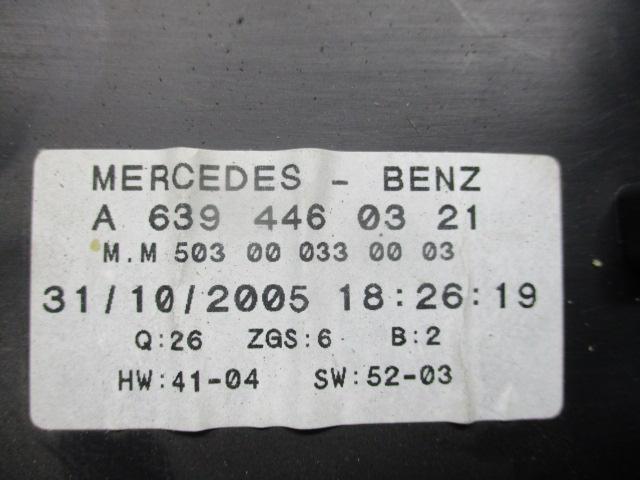 MERCEDES - BENZ
A 639 446 03 21
M.M 503 00 033 00 03
31/10/2005 18:26:19
Q:26 ZGS:6 B:2
HW:41-04 SW:52-03